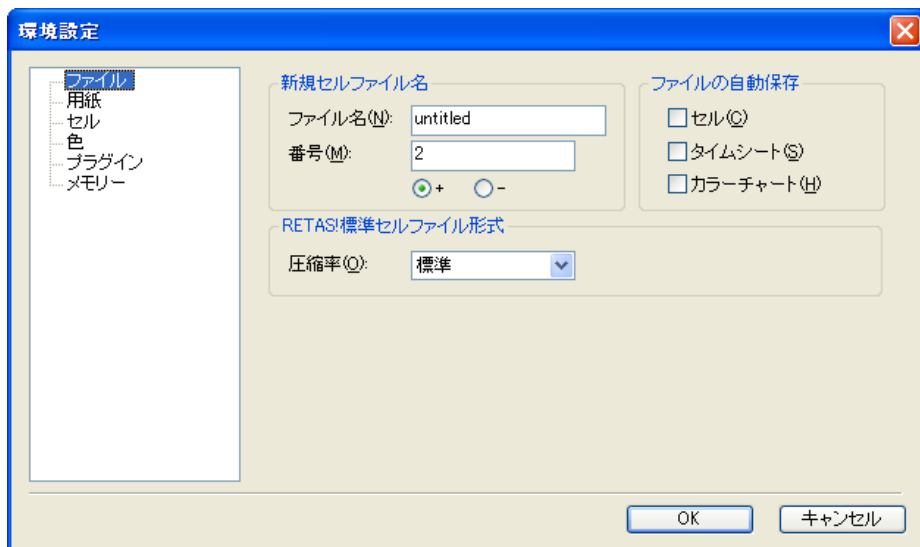 環境設定
ファイル
用紙
セル
色
プラグイン
メモリー
新規セルファイル名
ファイル名(N): untitled
番号(M): 2
+ -
ファイルの自動保存
セル(C)
タイムシート(S)
カラーチャート(H)
RETAS!標準セルファイル形式
圧縮率(O): 標準
OK キャンセル